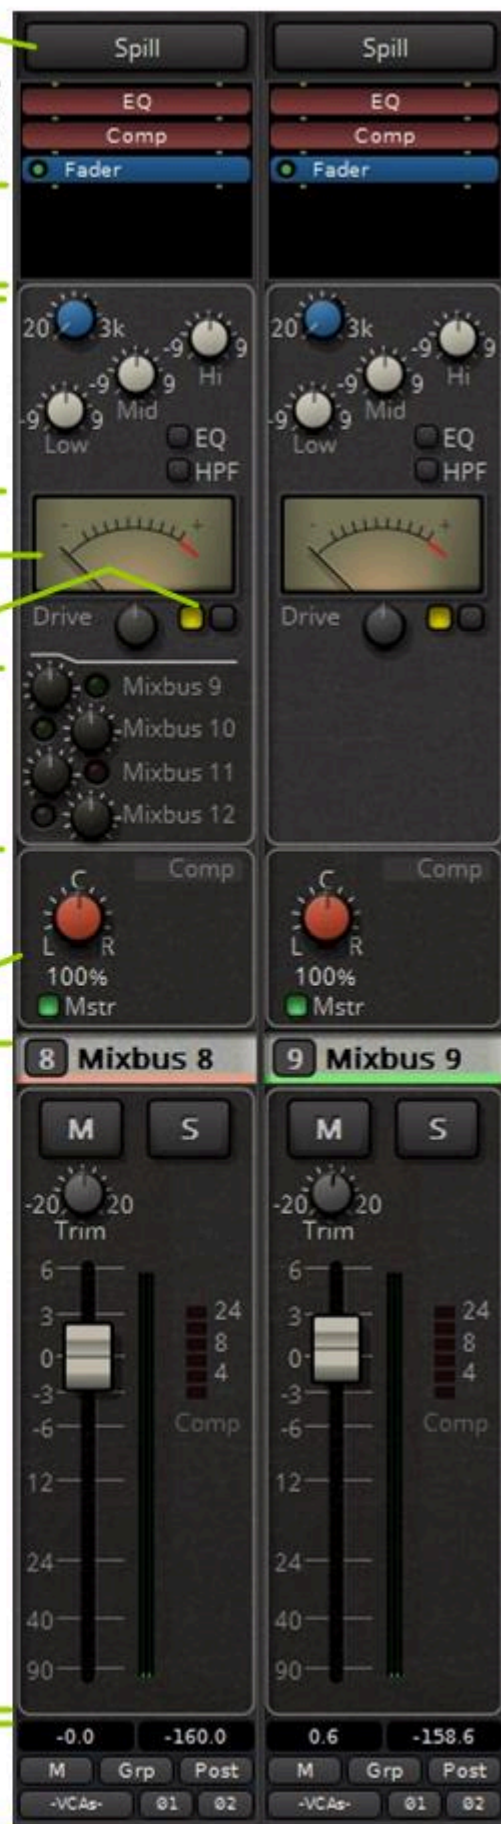 Spill Spill
EQ EQ
Comp Comp
Fader Fader
20 3k -9 9 20 3k -9 9
-9 9 Hi -9 9 Hi
-9 9 Mid -9 9 Mid
Low Low
EQ EQ
HPF HPF
- + - +
Drive Drive
Mixbus 9
Mixbus 10
Mixbus 11
Mixbus 12
C Comp C Comp
L R L R
100% 100%
Mstr Mstr
8 Mixbus 8 9 Mixbus 9
M S M S
-20 20 -20 20
Trim Trim
6 6
3 24 3 24
0 8 0 8
-3 4 -3 4
-6 Comp -6 Comp
12 12
24 24
40 40
90 90
-0.0 -160.0 0.6 -158.6
M Grp Post M Grp Post
-VCAs- 01 02 -VCAs- 01 02